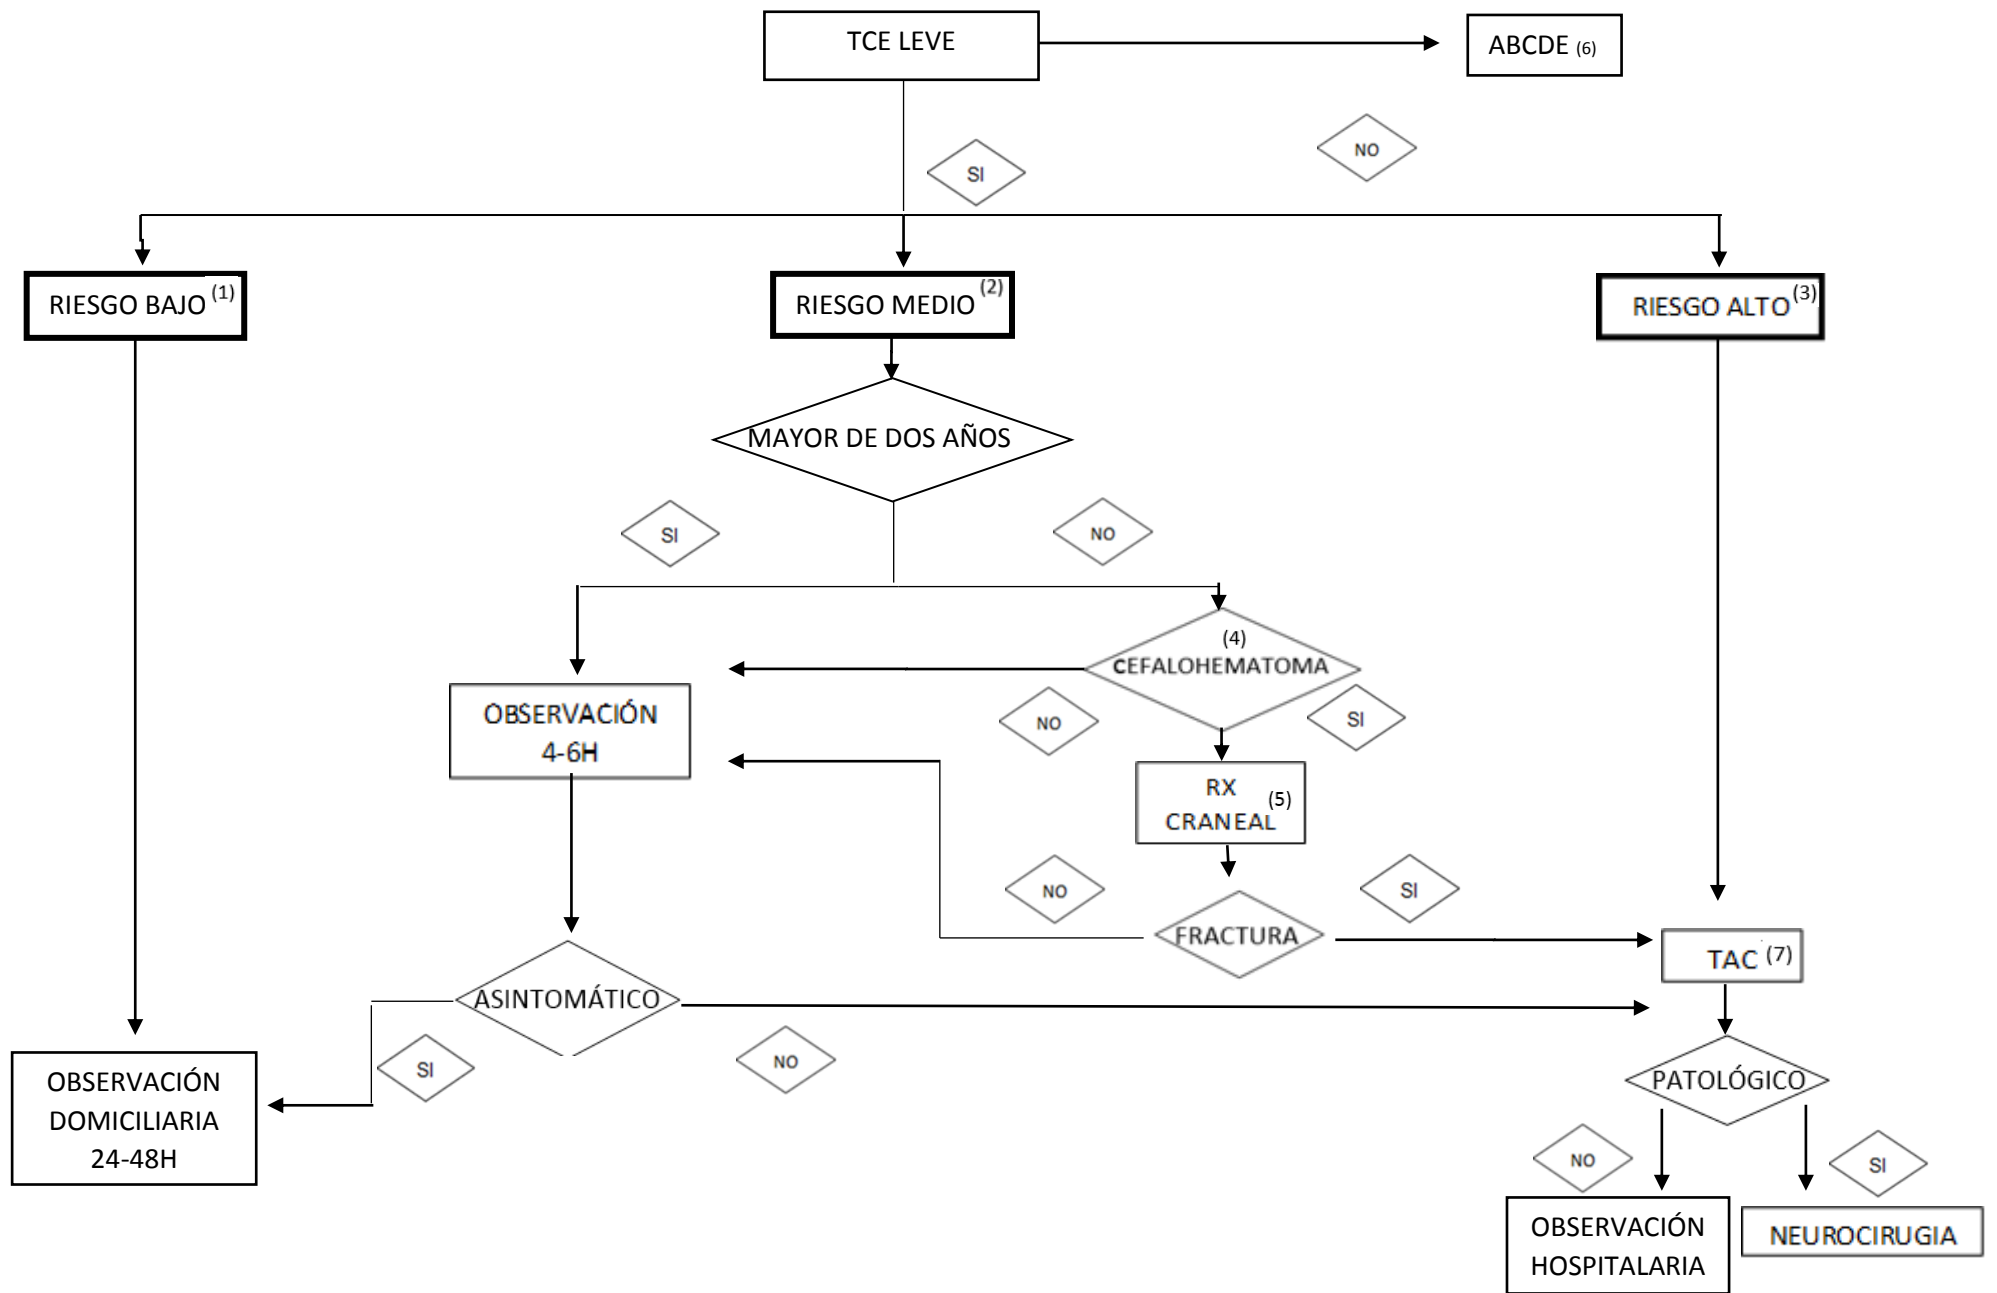 TCE LEVE
ABCDE (6)
NO
SI
RIESGO BAJO (1)
RIESGO MEDIO (2)
RIESGO ALTO (3)
MAYOR DE DOS AÑOS
SI
NO
(4)
CEFALOHEMATOMA
OBSERVACIÓN
4-6H
NO
SI
RX
CRANEAL (5)
NO
SI
FRACTURA
TAC (7)
ASINTOMÁTICO
SI
NO
OBSERVACIÓN
DOMICILIARIA
24-48H
PATOLÓGICO
NO
SI
OBSERVACIÓN
HOSPITALARIA
NEUROCIRUGIA